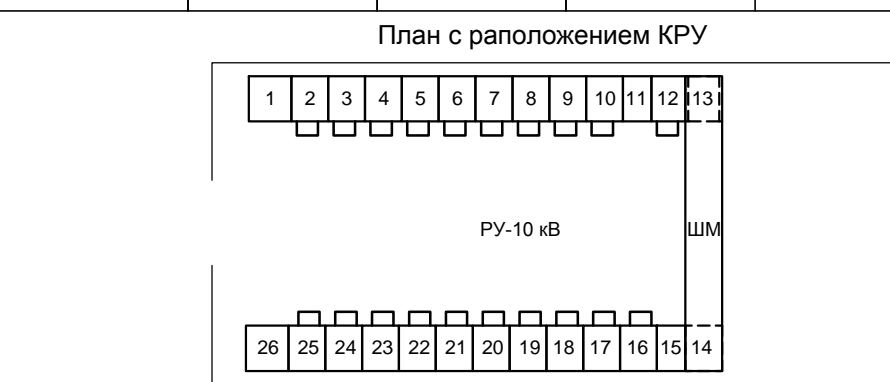 План с раположением КРУ
1 2 3 4 5 6 7 8 9 10 11 12 13
РУ-10 кВ ШМ
26 25 24 23 22 21 20 19 18 17 16 15 14